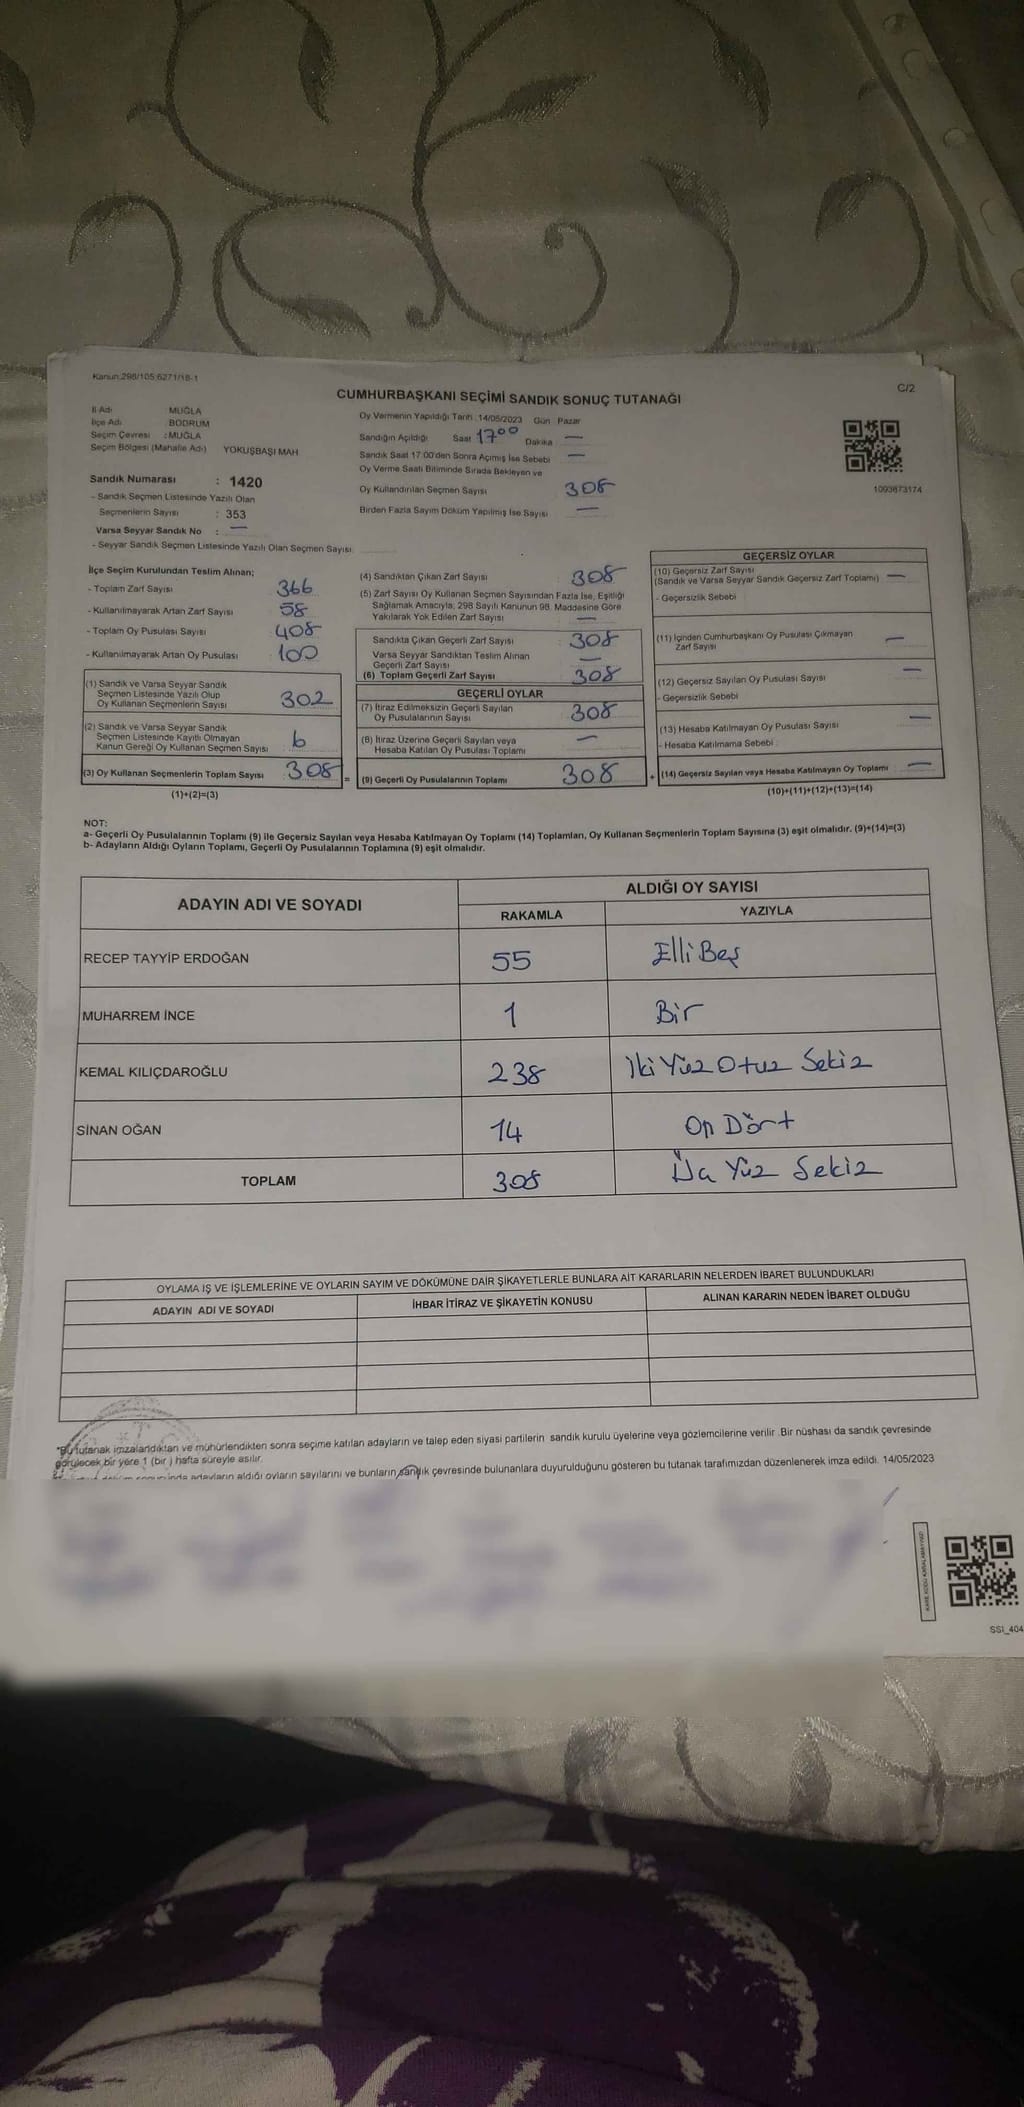 Kanun:298/105;6271/18-1
C/2
CUMHURBAŞKANI SEÇİMİ SANDIK SONUÇ TUTANAĞI
İl Adı MUĞLA
İlçe Adı BODRUM
Seçim Çevresi : MUĞLA
Seçim Bölgesi (Mahalle Adı) YOKUŞBAŞI MAH
Sandık Numarası : 1420
- Sandık Seçmen Listesinde Yazılı Olan
Seçmenlerin Sayısı : 353
Varsa Seyyar Sandık No : —
- Seyyar Sandık Seçmen Listesinde Yazılı Olan Seçmen Sayısı
Oy Vermenin Yapıldığı Tarih : 14/05/2023 Gün Pazar
Sandığın Açıldığı Saat 17⁰⁰ Dakika —
Sandık Saat 17:00'den Sonra Açımış İse Sebebi —
Oy Verme Saati Bitiminde Sırada Bekleyen ve
Oy Kullandırılan Seçmen Sayısı 308
Birden Fazla Sayım Döküm Yapılmış İse Sayısı —
1093673174
İlçe Seçim Kurulundan Teslim Alınan;
- Toplam Zarf Sayısı 366
- Kullanılmayarak Artan Zarf Sayısı 58
- Toplam Oy Pusulası Sayısı 408
- Kullanılmayarak Artan Oy Pusulası 100
(1) Sandık ve Varsa Seyyar Sandık
Seçmen Listesinde Yazılı Olup
Oy Kullanan Seçmenlerin Sayısı 302
(2) Sandık ve Varsa Seyyar Sandık
Seçmen Listesinde Kayıtlı Olmayan
Kanun Gereği Oy Kullanan Seçmen Sayısı 6
(3) Oy Kullanan Seçmenlerin Toplam Sayısı 308 =
(1)+(2)=(3)
(4) Sandıktan Çıkan Zarf Sayısı 308
(5) Zarf Sayısı Oy Kullanan Seçmen Sayısından Fazla İse, Eşitliği
Sağlamak Amacıyla; 298 Sayılı Kanunun 98. Maddesine Göre
Yakılarak Yok Edilen Zarf Sayısı —
Sandıkta Çıkan Geçerli Zarf Sayısı 308
Varsa Seyyar Sandıktan Teslim Alınan
Geçerli Zarf Sayısı —
(6) Toplam Geçerli Zarf Sayısı 308
GEÇERLİ OYLAR
(7) İtiraz Edilmeksizin Geçerli Sayılan
Oy Pusulalarının Sayısı 308
(8) İtiraz Üzerine Geçerli Sayılan veya
Hesaba Katılan Oy Pusulası Toplamı —
(9) Geçerli Oy Pusulalarının Toplamı 308 +
GEÇERSİZ OYLAR
(10) Geçersiz Zarf Sayısı
(Sandık ve Varsa Seyyar Sandık Geçersiz Zarf Toplamı) —
- Geçersizlik Sebebi
(11) İçinden Cumhurbaşkanı Oy Pusulası Çıkmayan
Zarf Sayısı —
(12) Geçersiz Sayılan Oy Pusulası Sayısı —
- Geçersizlik Sebebi
(13) Hesaba Katılmayan Oy Pusulası Sayısı —
- Hesaba Katılmama Sebebi :
(14) Geçersiz Sayılan veya Hesaba Katılmayan Oy Toplamı —
(10)+(11)+(12)+(13)=(14)
NOT:
a- Geçerli Oy Pusulalarının Toplamı (9) ile Geçersiz Sayılan veya Hesaba Katılmayan Oy Toplamı (14) Toplamları, Oy Kullanan Seçmenlerin Toplam Sayısına (3) eşit olmalıdır. (9)+(14)=(3)
b- Adayların Aldığı Oyların Toplamı, Geçerli Oy Pusulalarının Toplamına (9) eşit olmalıdır.
ADAYIN ADI VE SOYADI
ALDIĞI OY SAYISI
RAKAMLA YAZIYLA
RECEP TAYYİP ERDOĞAN 55 Elli Beş
MUHARREM İNCE 1 Bir
KEMAL KILIÇDAROĞLU 238 İki Yüz Otuz Sekiz
SİNAN OĞAN 14 On Dört
TOPLAM 308 Üç Yüz Sekiz
OYLAMA İŞ VE İŞLEMLERİNE VE OYLARIN SAYIM VE DÖKÜMÜNE DAİR ŞİKAYETLERLE BUNLARA AİT KARARLARIN NELERDEN İBARET BULUNDUKLARI
ADAYIN ADI VE SOYADI İHBAR İTİRAZ VE ŞİKAYETİN KONUSU ALINAN KARARIN NEDEN İBARET OLDUĞU
*Bu tutanak imzalandıktan ve mühürlendikten sonra seçime katılan adayların ve talep eden siyasi partilerin sandık kurulu üyelerine veya gözlemcilerine verilir .Bir nüshası da sandık çevresinde
görülecek bir yere 1 (bir ) hafta süreyle asılır.
adayların aldığı oyların sayılarını ve bunların sandık çevresinde bulunanlara duyurulduğunu gösteren bu tutanak tarafımızdan düzenlenerek imza edildi. 14/05/2023
SSI_404